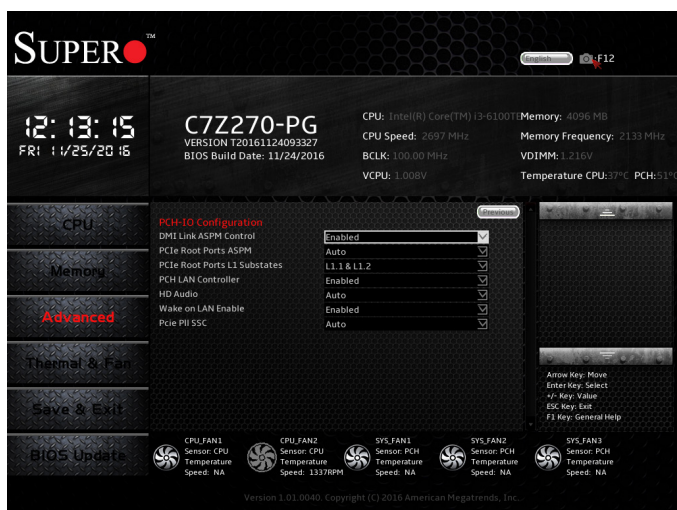 SUPER TM
English :F12
12:13:15
FRI 11/25/2016
C7Z270-PG
VERSION T20161124093327
BIOS Build Date: 11/24/2016
CPU: Intel(R) Core(TM) i3-6100TE
CPU Speed: 2697 MHz
BCLK: 100.00 MHz
VCPU: 1.008V
Memory: 4096 MB
Memory Frequency: 2133 MHz
VDIMM: 1.216V
Temperature CPU:37°C PCH:51°C
CPU
Memory
Advanced
Thermal & Fan
Save & Exit
BIOS Update
Previous
PCH-IO Configuration
DMI Link ASPM Control Enabled
PCIe Root Ports ASPM Auto
PCIe Root Ports L1 Substates L1.1 & L1.2
PCH LAN Controller Enabled
HD Audio Auto
Wake on LAN Enable Enabled
Pcie Pll SSC Auto
Arrow Key: Move
Enter Key: Select
+/- Key: Value
ESC Key: Exit
F1 Key: General Help
CPU_FAN1
Sensor: CPU
Temperature
Speed: NA
CPU_FAN2
Sensor: CPU
Temperature
Speed: 1337RPM
SYS_FAN1
Sensor: PCH
Temperature
Speed: NA
SYS_FAN2
Sensor: PCH
Temperature
Speed: NA
SYS_FAN3
Sensor: PCH
Temperature
Speed: NA
Version 1.01.0040. Copyright (C) 2016 American Megatrends, Inc.